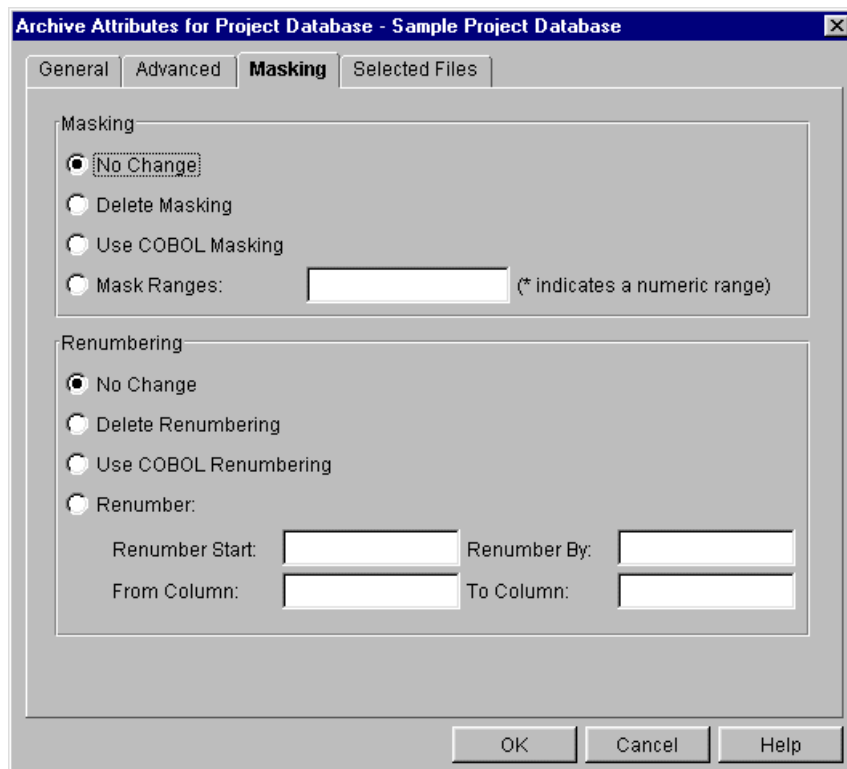 Archive Attributes for Project Database - Sample Project Database
General Advanced Masking Selected Files
Masking
No Change
Delete Masking
Use COBOL Masking
Mask Ranges: (* indicates a numeric range)
Renumbering
No Change
Delete Renumbering
Use COBOL Renumbering
Renumber:
Renumber Start: Renumber By:
From Column: To Column:
OK Cancel Help